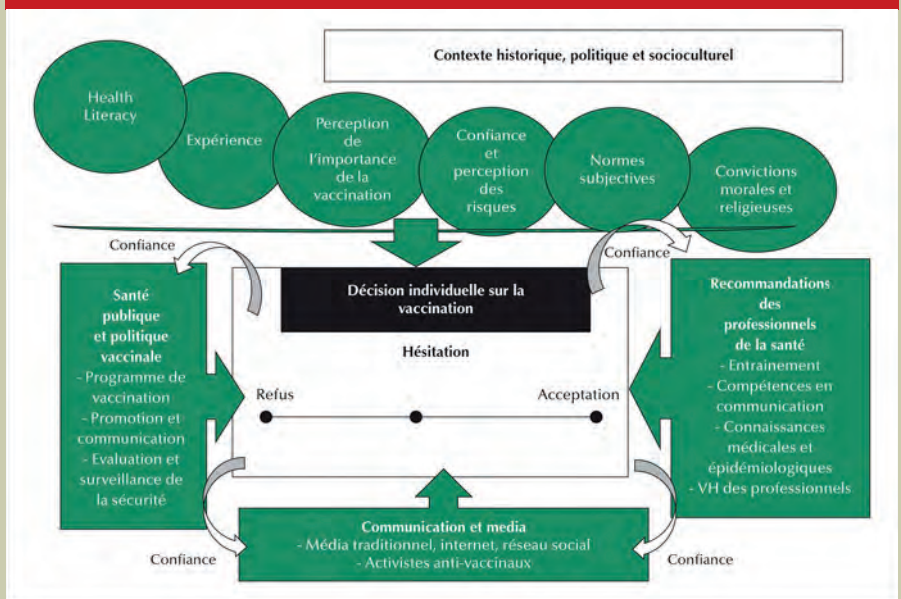 Contexte historique, politique et socioculturel
Health
Literacy
Expérience
Perception
de
l'importance
de la
vaccination
Confiance
et
perception
des
risques
Normes
subjectives
Convictions
morales et
religieuses
Confiance
Confiance
Décision individuelle sur la
vaccination
Hésitation
Refus
Acceptation
Santé
publique
et politique
vaccinale
- Programme de
vaccination
- Promotion et
communication
- Evaluation et
surveillance de
la sécurité
Recommandations
des
professionnels
de la santé
- Entrainement
- Compétences en
communication
- Connaissances
médicales et
épidémiologiques
- VH des professionnels
Confiance
Communication et media
- Média traditionnel, internet, réseau social
- Activistes anti-vaccinaux
Confiance